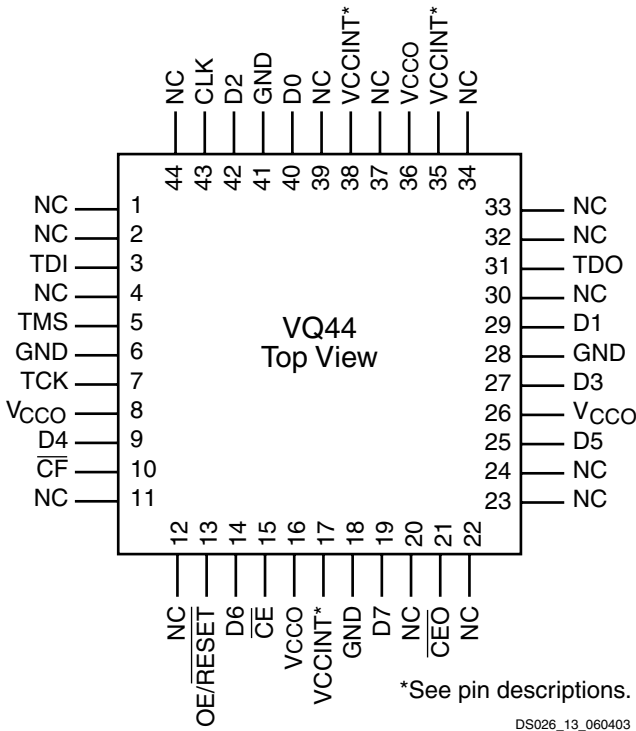 NC CLK D2 GND D0 NC VCCINT* NC VCCO VCCINT* NC
44 43 42 41 40 39 38 37 36 35 34
NC 1 33 NC
NC 2 32 NC
TDI 3 31 TDO
NC 4 30 NC
TMS 5 29 D1
GND 6 28 GND
TCK 7 27 D3
VCCO 8 26 VCCO
D4 9 25 D5
CF 10 24 NC
NC 11 23 NC
VQ44
Top View
12 13 14 15 16 17 18 19 20 21 22
NC OE/RESET D6 CE VCCO VCCINT* GND D7 NC CEO NC
*See pin descriptions.
DS026_13_060403